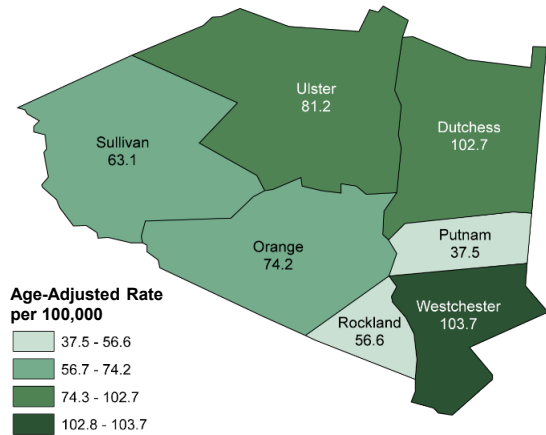 Ulster
81.2
Dutchess
102.7
Sullivan
63.1
Putnam
37.5
Orange
74.2
Westchester
103.7
Rockland
56.6
Age-Adjusted Rate
per 100,000
37.5 - 56.6
56.7 - 74.2
74.3 - 102.7
102.8 - 103.7